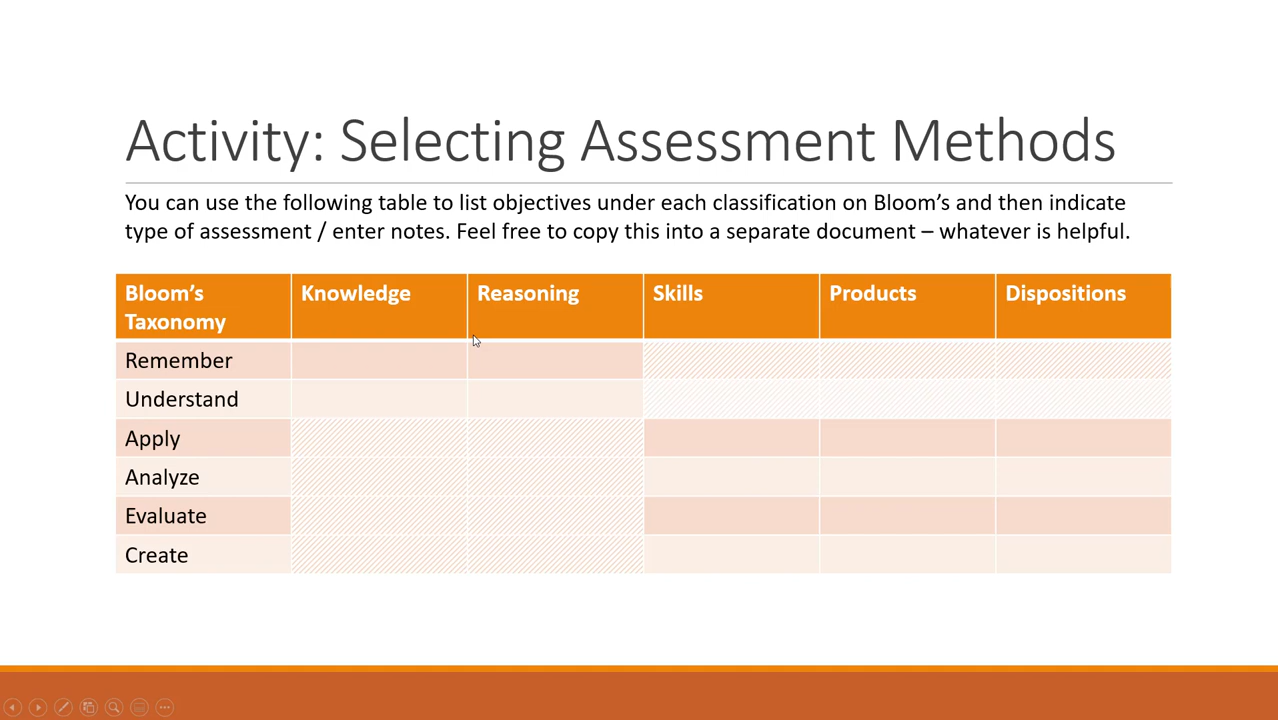 Activity: Selecting Assessment Methods
You can use the following table to list objectives under each classification on Bloom’s and then indicate
type of assessment / enter notes. Feel free to copy this into a separate document – whatever is helpful.
Bloom’s Taxonomy Knowledge Reasoning Skills Products Dispositions
Remember
Understand
Apply
Analyze
Evaluate
Create